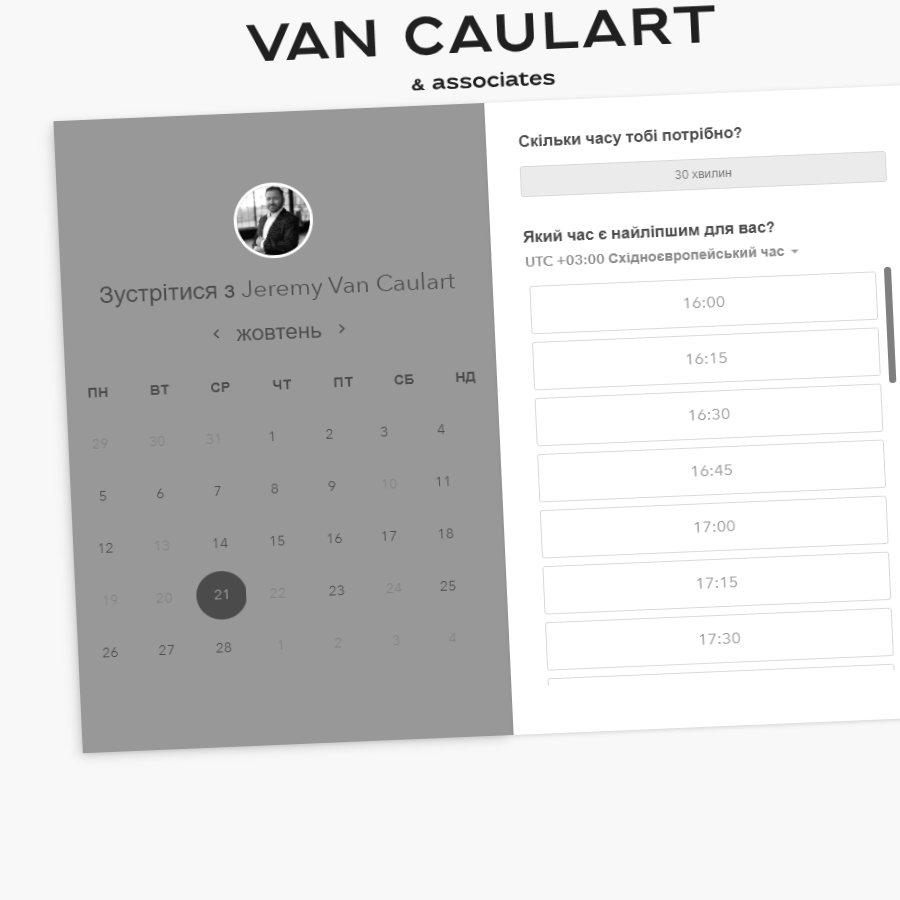 VAN CAULART
& associates
Зустрітися з Jeremy Van Caulart
‹ жовтень ›
ПН ВТ СР ЧТ ПТ СБ НД
29 30 31 1 2 3 4
5 6 7 8 9 10 11
12 13 14 15 16 17 18
19 20 21 22 23 24 25
26 27 28 1 2 3 4
Скільки часу тобі потрібно?
30 хвилин
Який час є найліпшим для вас?
UTC +03:00 Східноєвропейський час
16:00
16:15
16:30
16:45
17:00
17:15
17:30